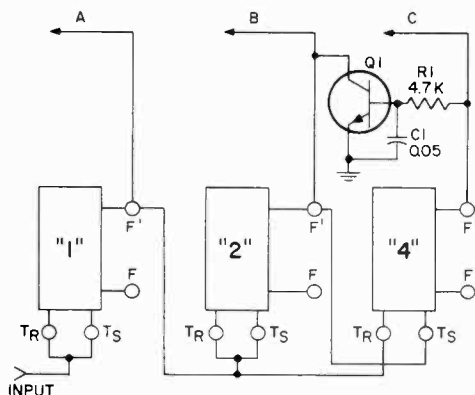 A B C
Q1
R1
4.7K
C1
0.05
"1" "2" "4"
F' F' F
F F F
TR TS TR TS TR TS
INPUT